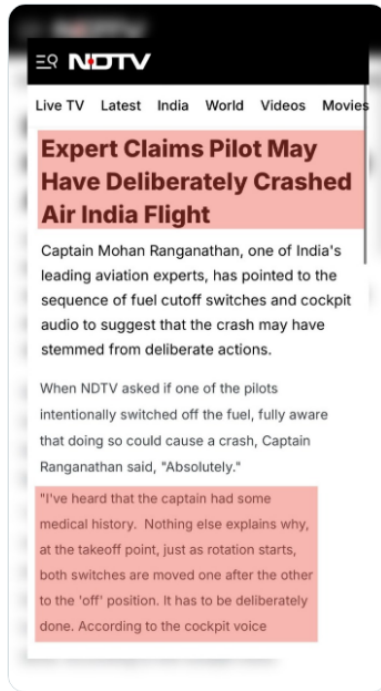 NDTV
Live TV Latest India World Videos Movies
Expert Claims Pilot May
Have Deliberately Crashed
Air India Flight
Captain Mohan Ranganathan, one of India's
leading aviation experts, has pointed to the
sequence of fuel cutoff switches and cockpit
audio to suggest that the crash may have
stemmed from deliberate actions.
When NDTV asked if one of the pilots
intentionally switched off the fuel, fully aware
that doing so could cause a crash, Captain
Ranganathan said, "Absolutely."
"I've heard that the captain had some
medical history. Nothing else explains why,
at the takeoff point, just as rotation starts,
both switches are moved one after the other
to the 'off' position. It has to be deliberately
done. According to the cockpit voice